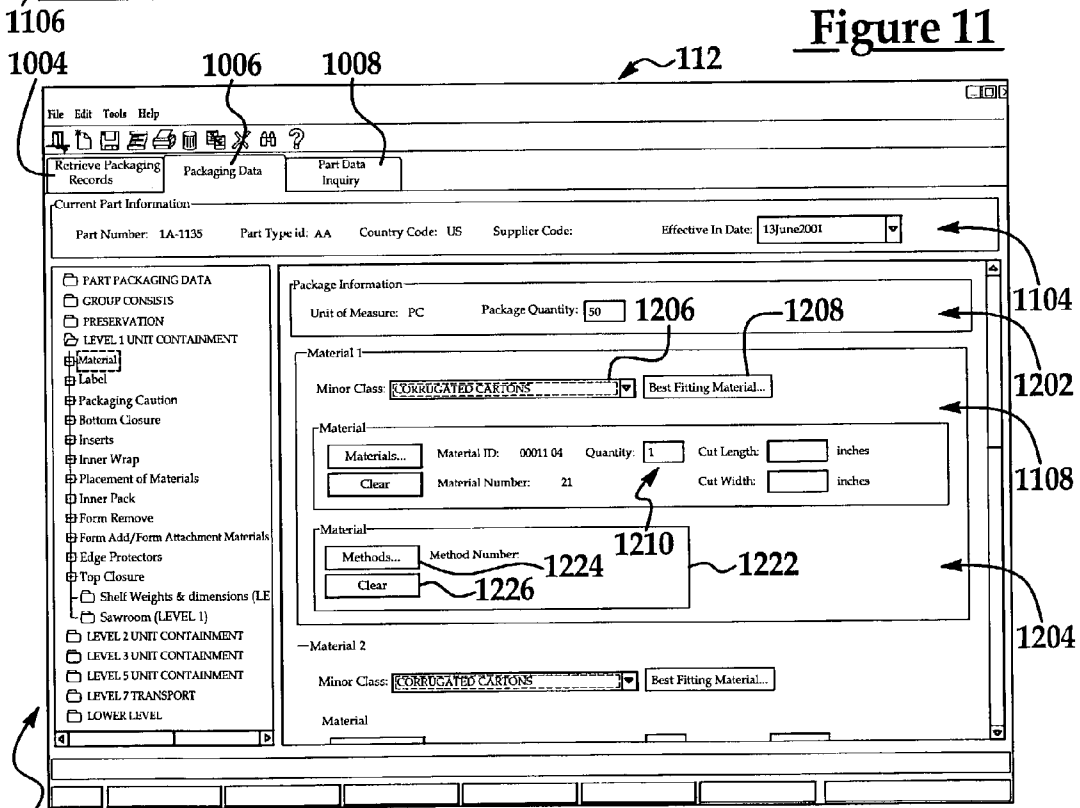 1106
Figure 11
1004
1006
1008
112
File Edit Tools Help
?
Retrieve Packaging
Records
Packaging Data
Part Data
Inquiry
Current Part Information
Part Number: 1A-1135 Part Type id: AA Country Code: US Supplier Code: Effective In Date: 13June2001
1104
PART PACKAGING DATA
GROUP CONSISTS
PRESERVATION
LEVEL 1 UNIT CONTAINMENT
Material
Label
Packaging Caution
Bottom Closure
Inserts
Inner Wrap
Placement of Materials
Inner Pack
Form Remove
Form Add/Form Attachment Materials
Edge Protectors
Top Closure
Shelf Weights & dimensions (LE
Sawroom (LEVEL 1)
LEVEL 2 UNIT CONTAINMENT
LEVEL 3 UNIT CONTAINMENT
LEVEL 5 UNIT CONTAINMENT
LEVEL 7 TRANSPORT
LOWER LEVEL
Package Information
Unit of Measure: PC Package Quantity: 50
1206
1208
1202
Material 1
Minor Class: CORRUGATED CARTONS Best Fitting Material...
1108
Material
Materials... Material ID: 00011 04 Quantity: 1 Cut Length: inches
Clear Material Number: 21 Cut Width: inches
1210
Material
Methods... Method Number:
Clear
1224
1226
1222
1204
Material 2
Minor Class: CORRUGATED CARTONS Best Fitting Material...
Material